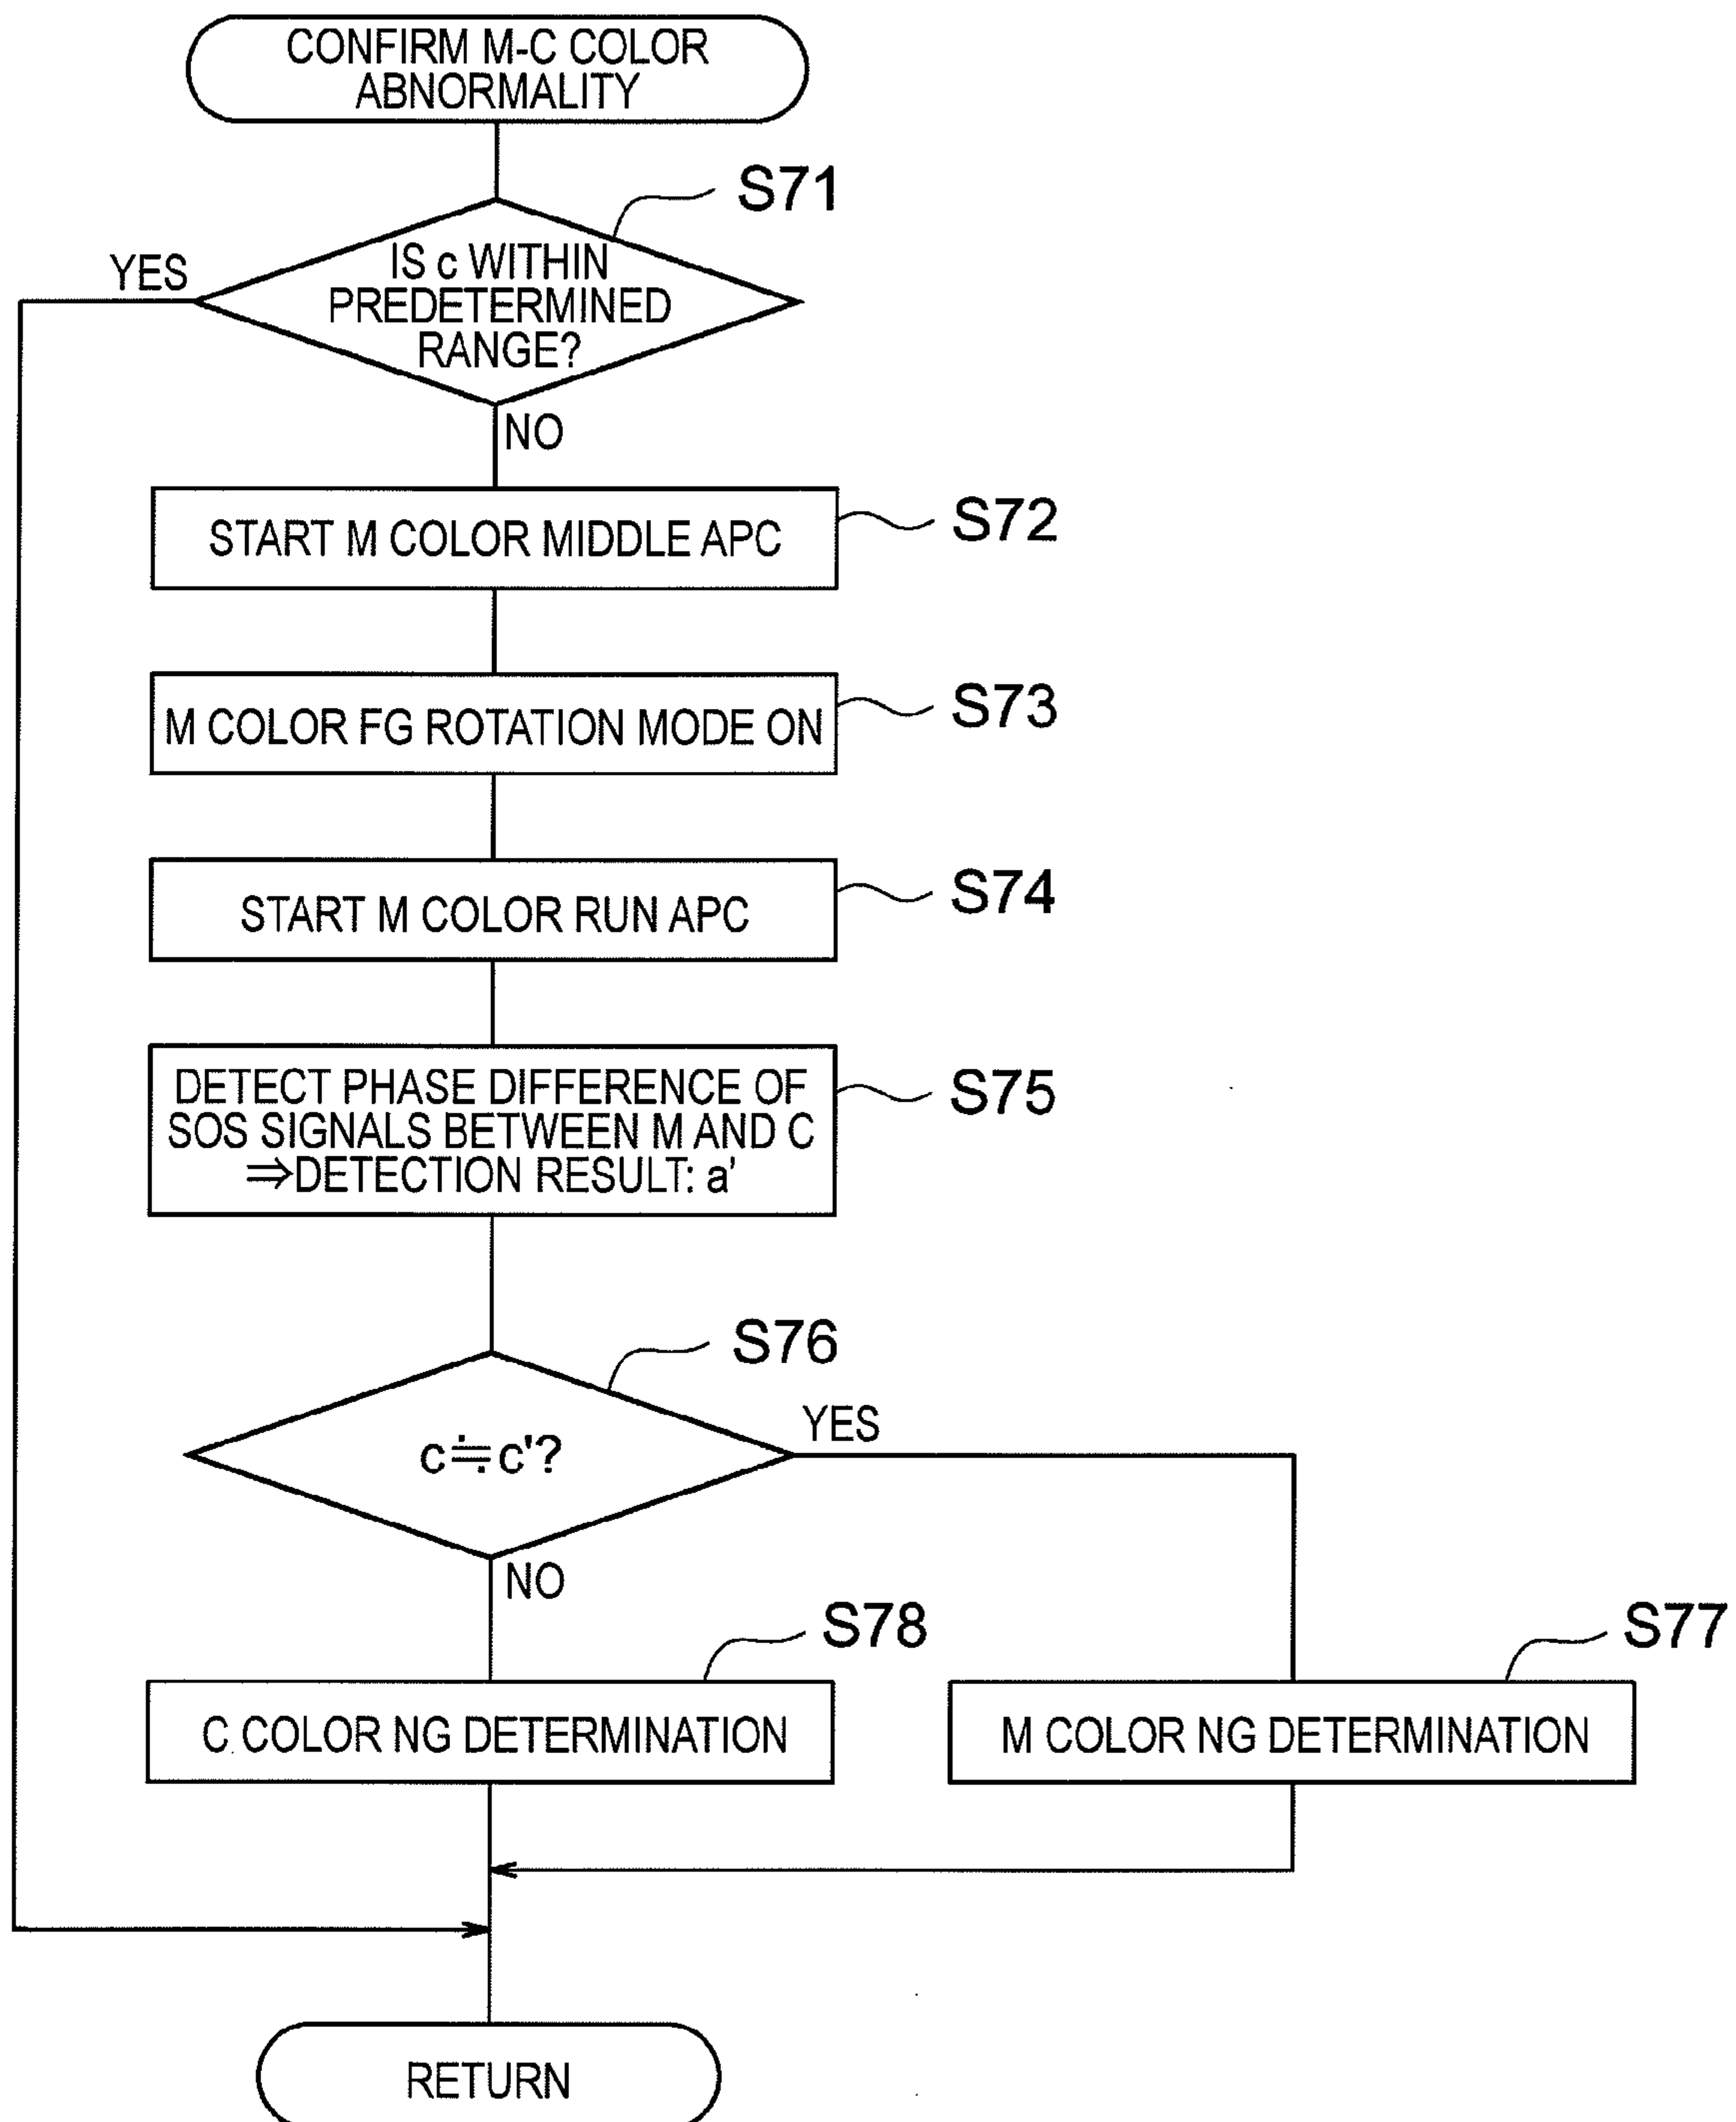 CONFIRM M-C COLOR
ABNORMALITY
S71
YES
IS c WITHIN
PREDETERMINED
RANGE?
NO
START M COLOR MIDDLE APC
S72
M COLOR FG ROTATION MODE ON
S73
START M COLOR RUN APC
S74
DETECT PHASE DIFFERENCE OF
SOS SIGNALS BETWEEN M AND C
⇒DETECTION RESULT: a'
S75
S76
c≒c'?
YES
NO
S78
S77
C COLOR NG DETERMINATION
M COLOR NG DETERMINATION
RETURN